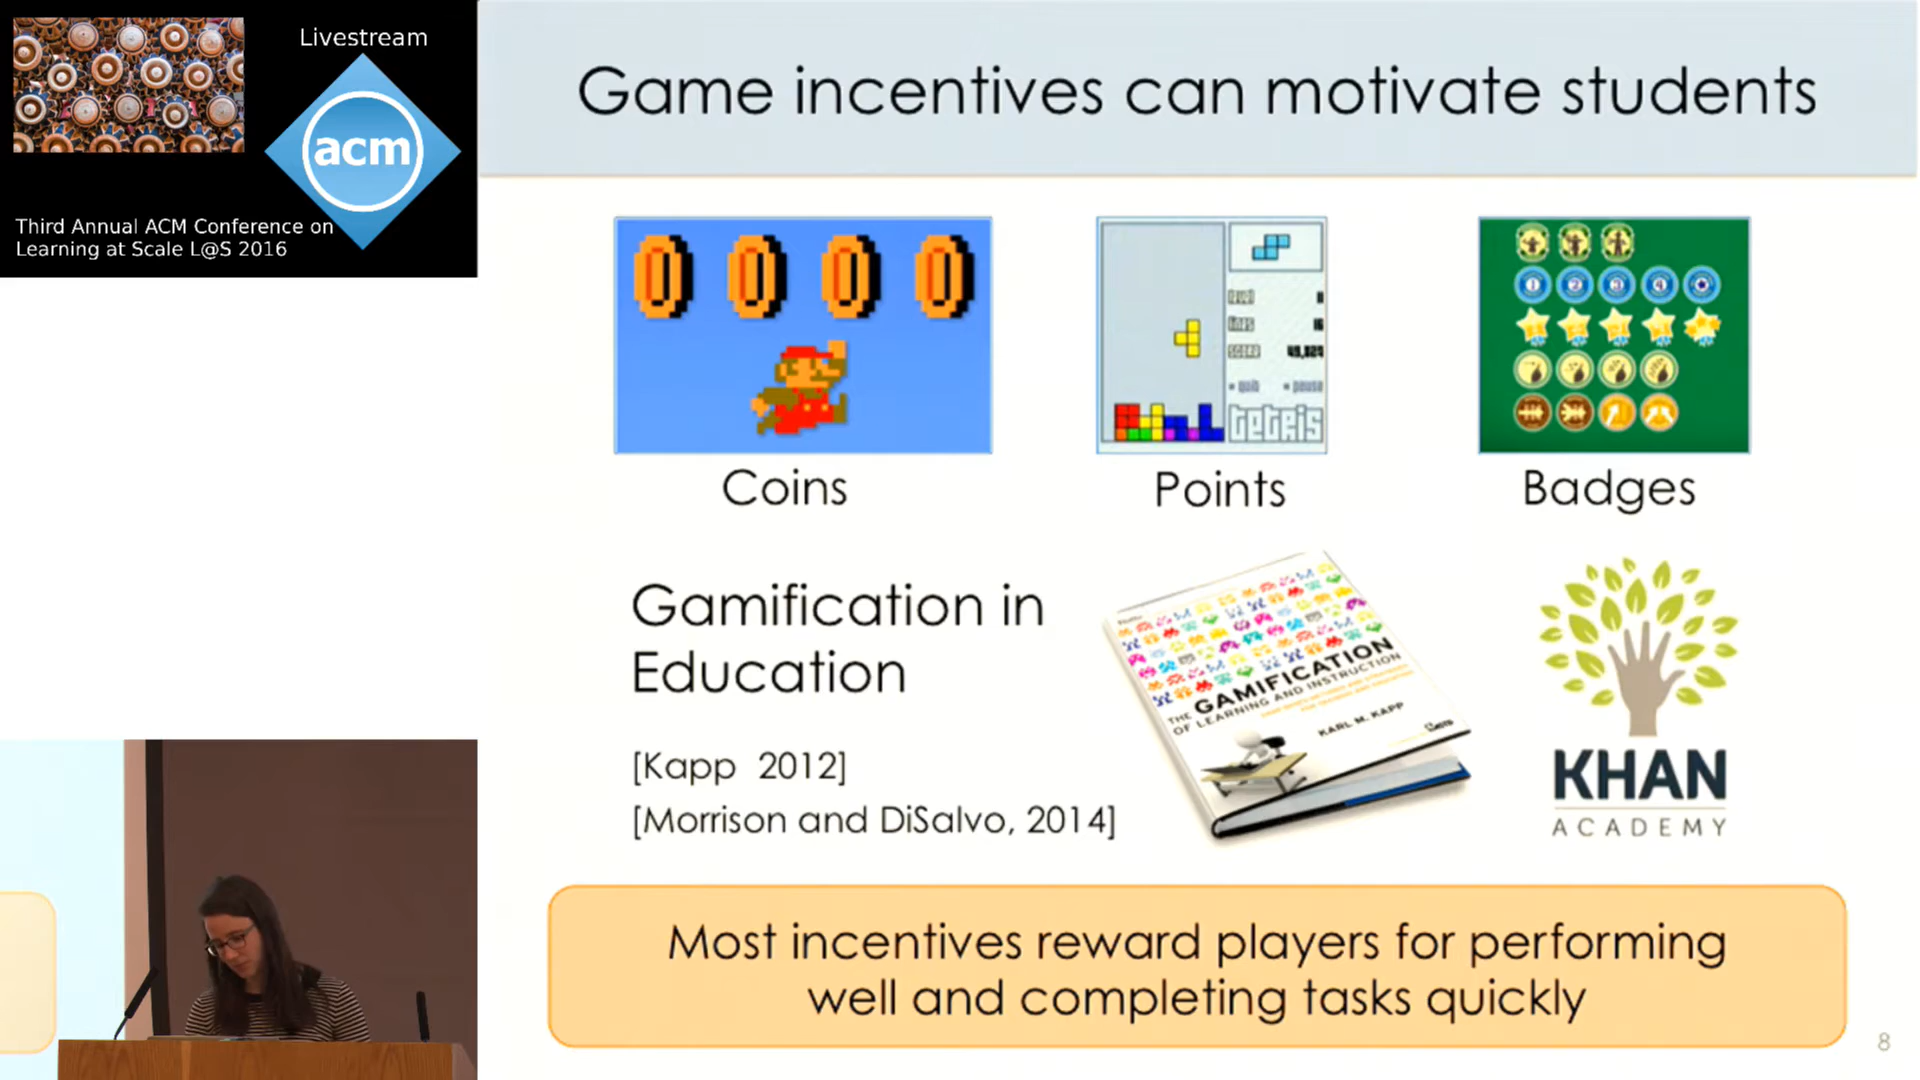 Livestream
acm
Third Annual ACM Conference on
Learning at Scale L@S 2016
Game incentives can motivate students
tetris
Coins
Points
Badges
Gamification in
Education
[Kapp 2012]
[Morrison and DiSalvo, 2014]
THE GAMIFICATION
OF LEARNING AND INSTRUCTION
KARL M. KAPP
KHAN
ACADEMY
Most incentives reward players for performing
well and completing tasks quickly
8